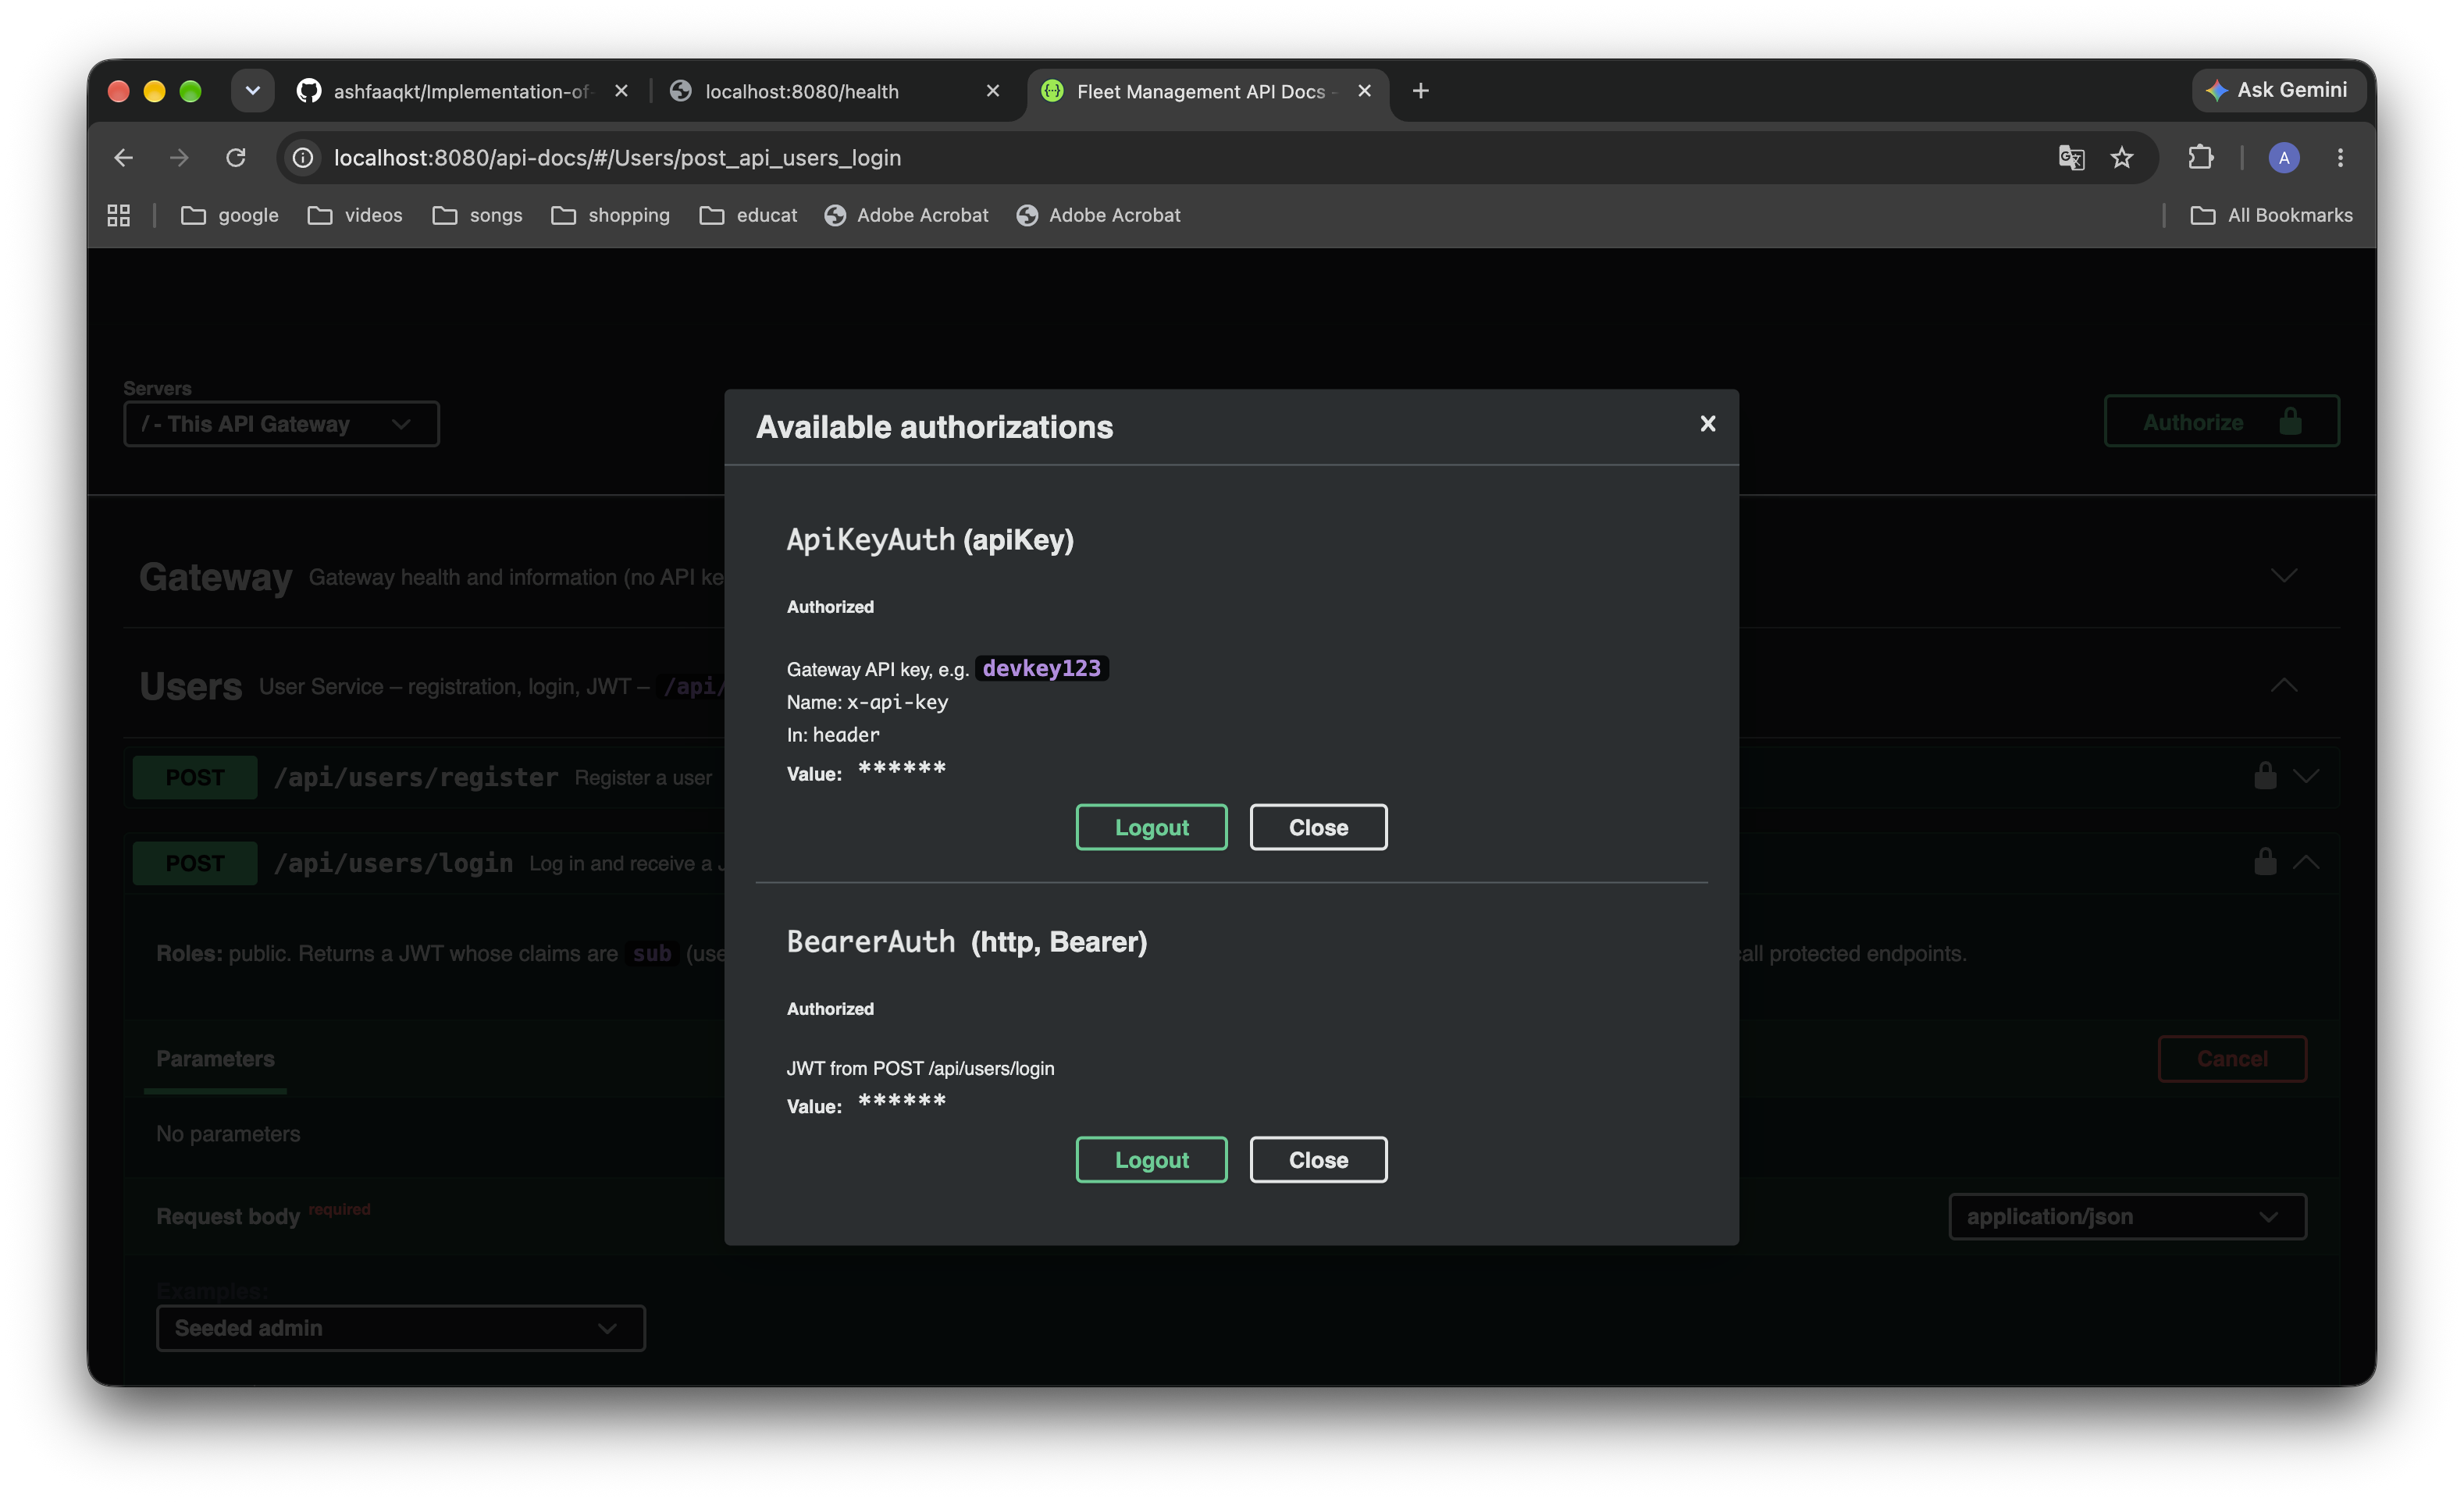 ashfaaqkt/Implementation-of-
localhost:8080/health
Fleet Management API Docs -
Ask Gemini
localhost:8080/api-docs/#/Users/post_api_users_login
A
google
videos
songs
shopping
educat
Adobe Acrobat
Adobe Acrobat
All Bookmarks
Servers
/ - This API Gateway
Authorize
Available authorizations
x
ApiKeyAuth (apiKey)
Authorized
Gateway API key, e.g. devkey123
Name: x-api-key
In: header
Value: ******
Logout
Close
BearerAuth (http, Bearer)
Authorized
JWT from POST /api/users/login
Value: ******
Logout
Close
Gateway Gateway health and information (no API ke
Users User Service – registration, login, JWT – /api/
POST /api/users/register Register a user
POST /api/users/login Log in and receive a J
Roles: public. Returns a JWT whose claims are sub (use
all protected endpoints.
Parameters
Cancel
No parameters
Request body required
application/json
Examples:
Seeded admin